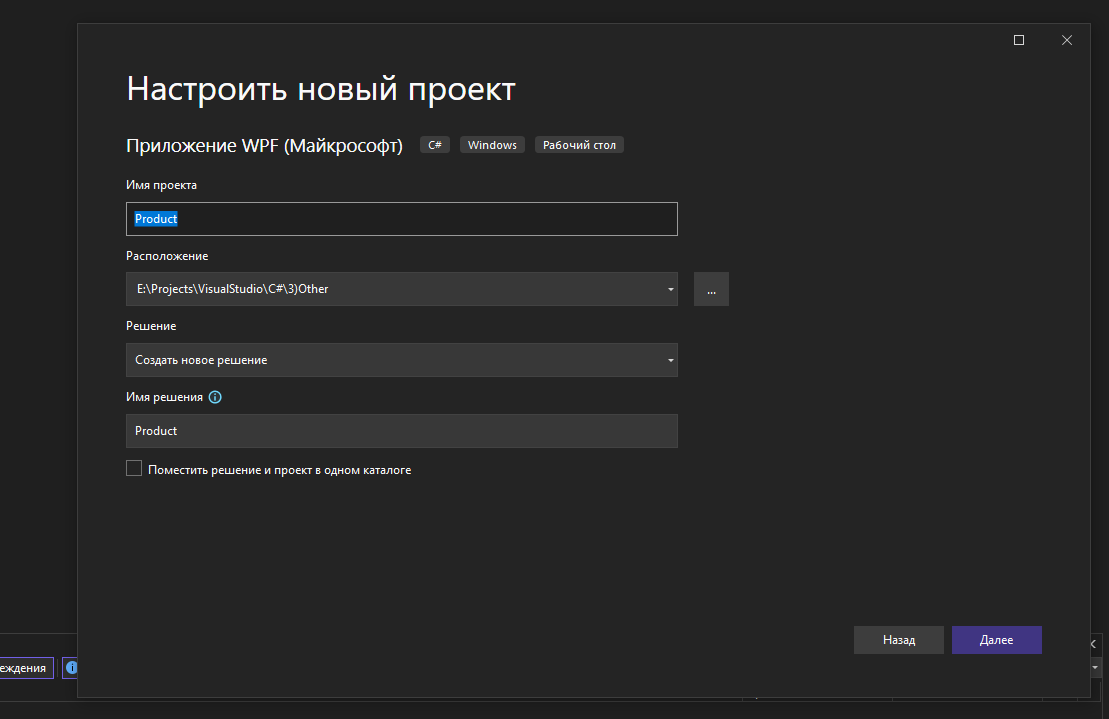 Настроить новый проект
Приложение WPF (Майкрософт) C# Windows Рабочий стол
Имя проекта
Product
Расположение
E:\Projects\VisualStudio\C#\3)Other
...
Решение
Создать новое решение
Имя решения
Product
Поместить решение и проект в одном каталоге
Назад Далее
еждения